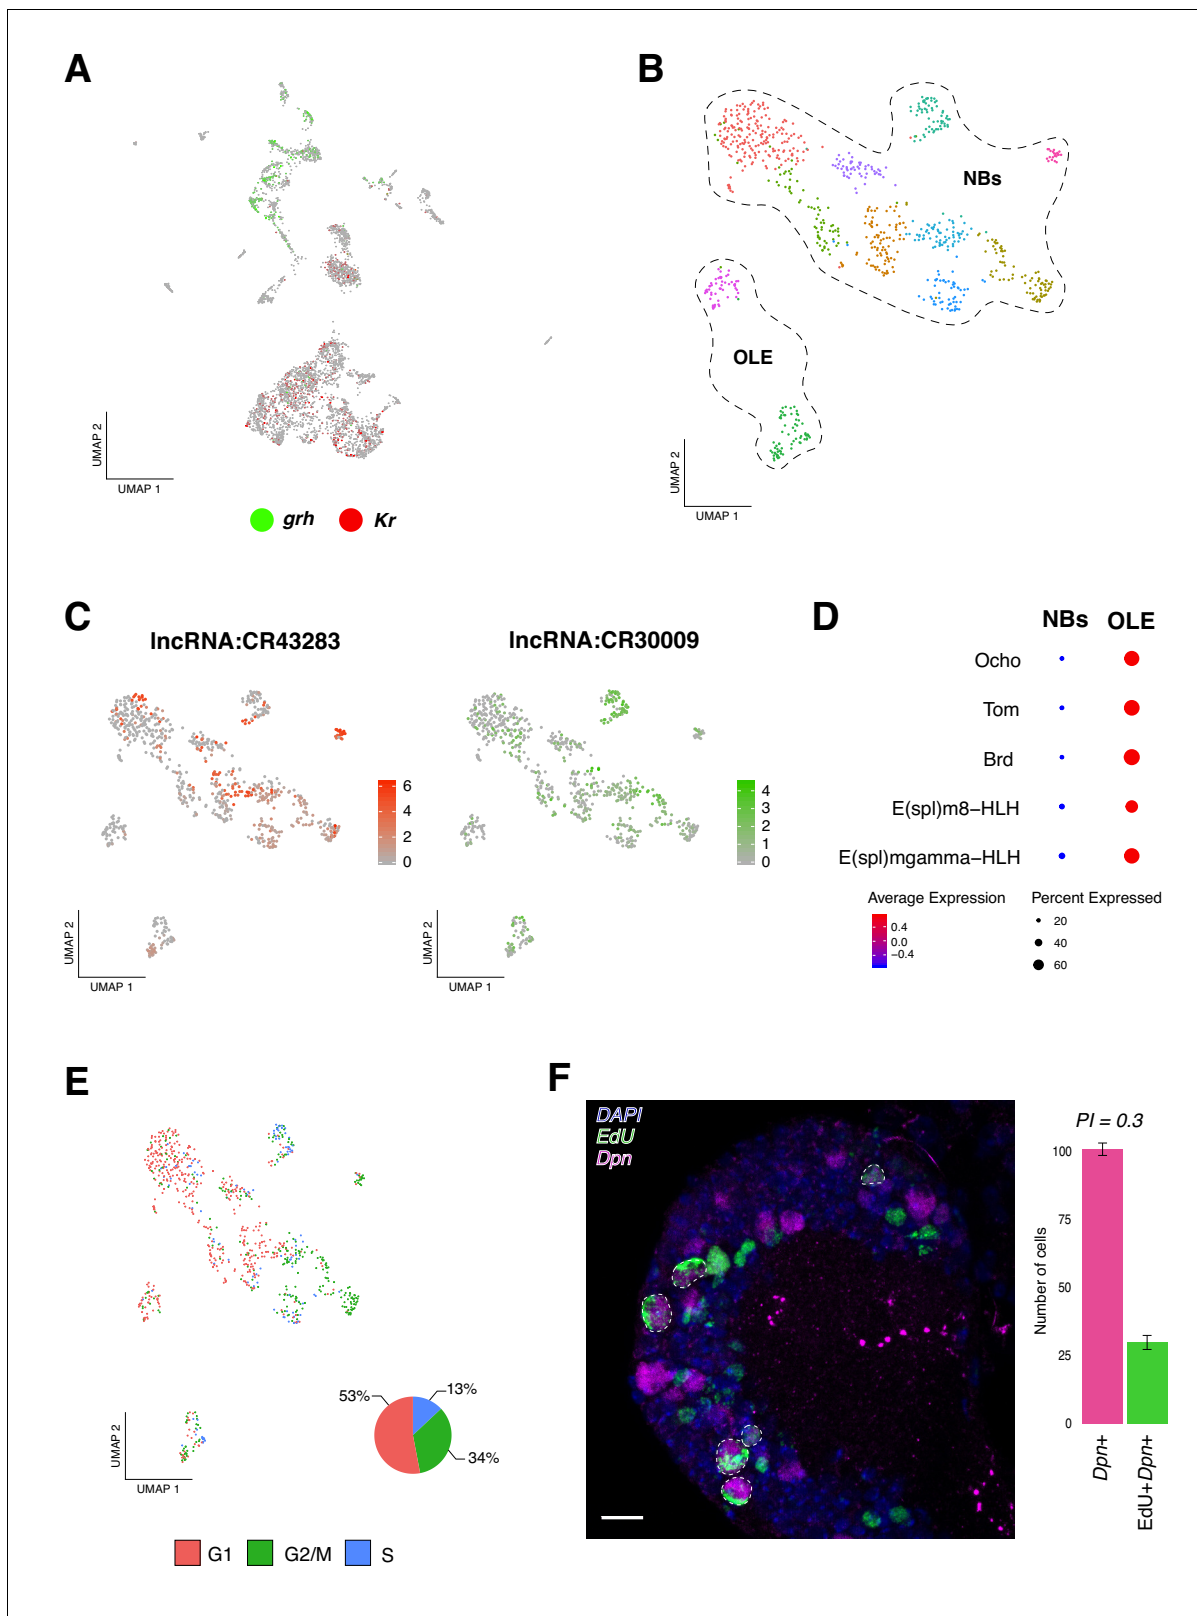 A
UMAP 2
UMAP 1
grh Kr
B
NBs
OLE
UMAP 2
UMAP 1
C
lncRNA:CR43283
6
4
2
0
UMAP 2
UMAP 1
lncRNA:CR30009
4
3
2
1
0
UMAP 2
UMAP 1
D
NBs OLE
Ocho
Tom
Brd
E(spl)m8−HLH
E(spl)mgamma−HLH
Average Expression
0.4
0.0
−0.4
Percent Expressed
20
40
60
E
53%
13%
34%
UMAP 2
UMAP 1
G1 G2/M S
F
DAPI
EdU
Dpn
PI = 0.3
Number of cells
100
75
50
25
0
Dpn+
EdU+Dpn+